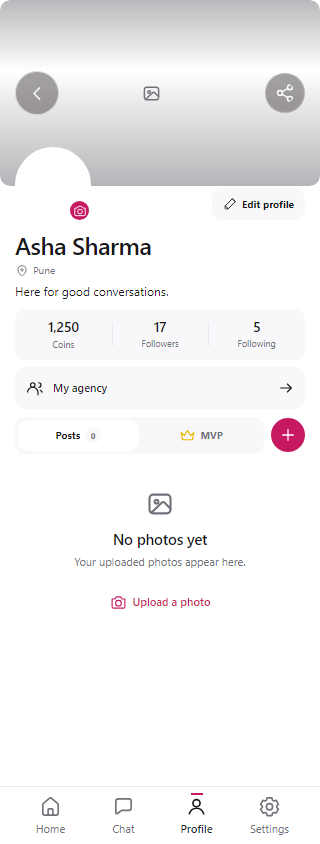 Edit profile
Asha Sharma
Pune
Here for good conversations.
1,250 17 5
Coins Followers Following
My agency
Posts 0 MVP
No photos yet
Your uploaded photos appear here.
Upload a photo
Home Chat Profile Settings